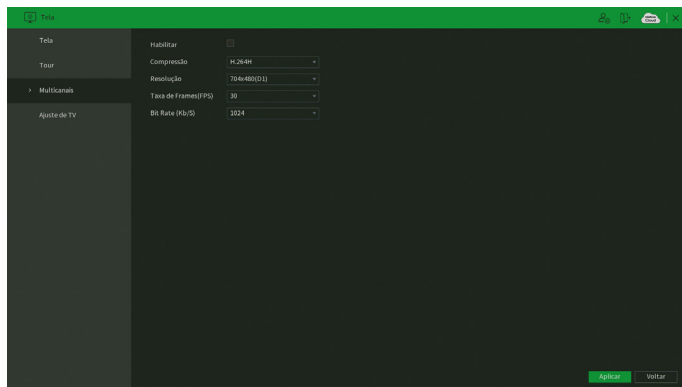 Tela
Tela
Tour
Multicanais
Ajuste de TV
Habilitar
Compressão H.264H
Resolução 704x480(D1)
Taxa de Frames(FPS) 30
Bit Rate (Kb/S) 1024
Aplicar Voltar